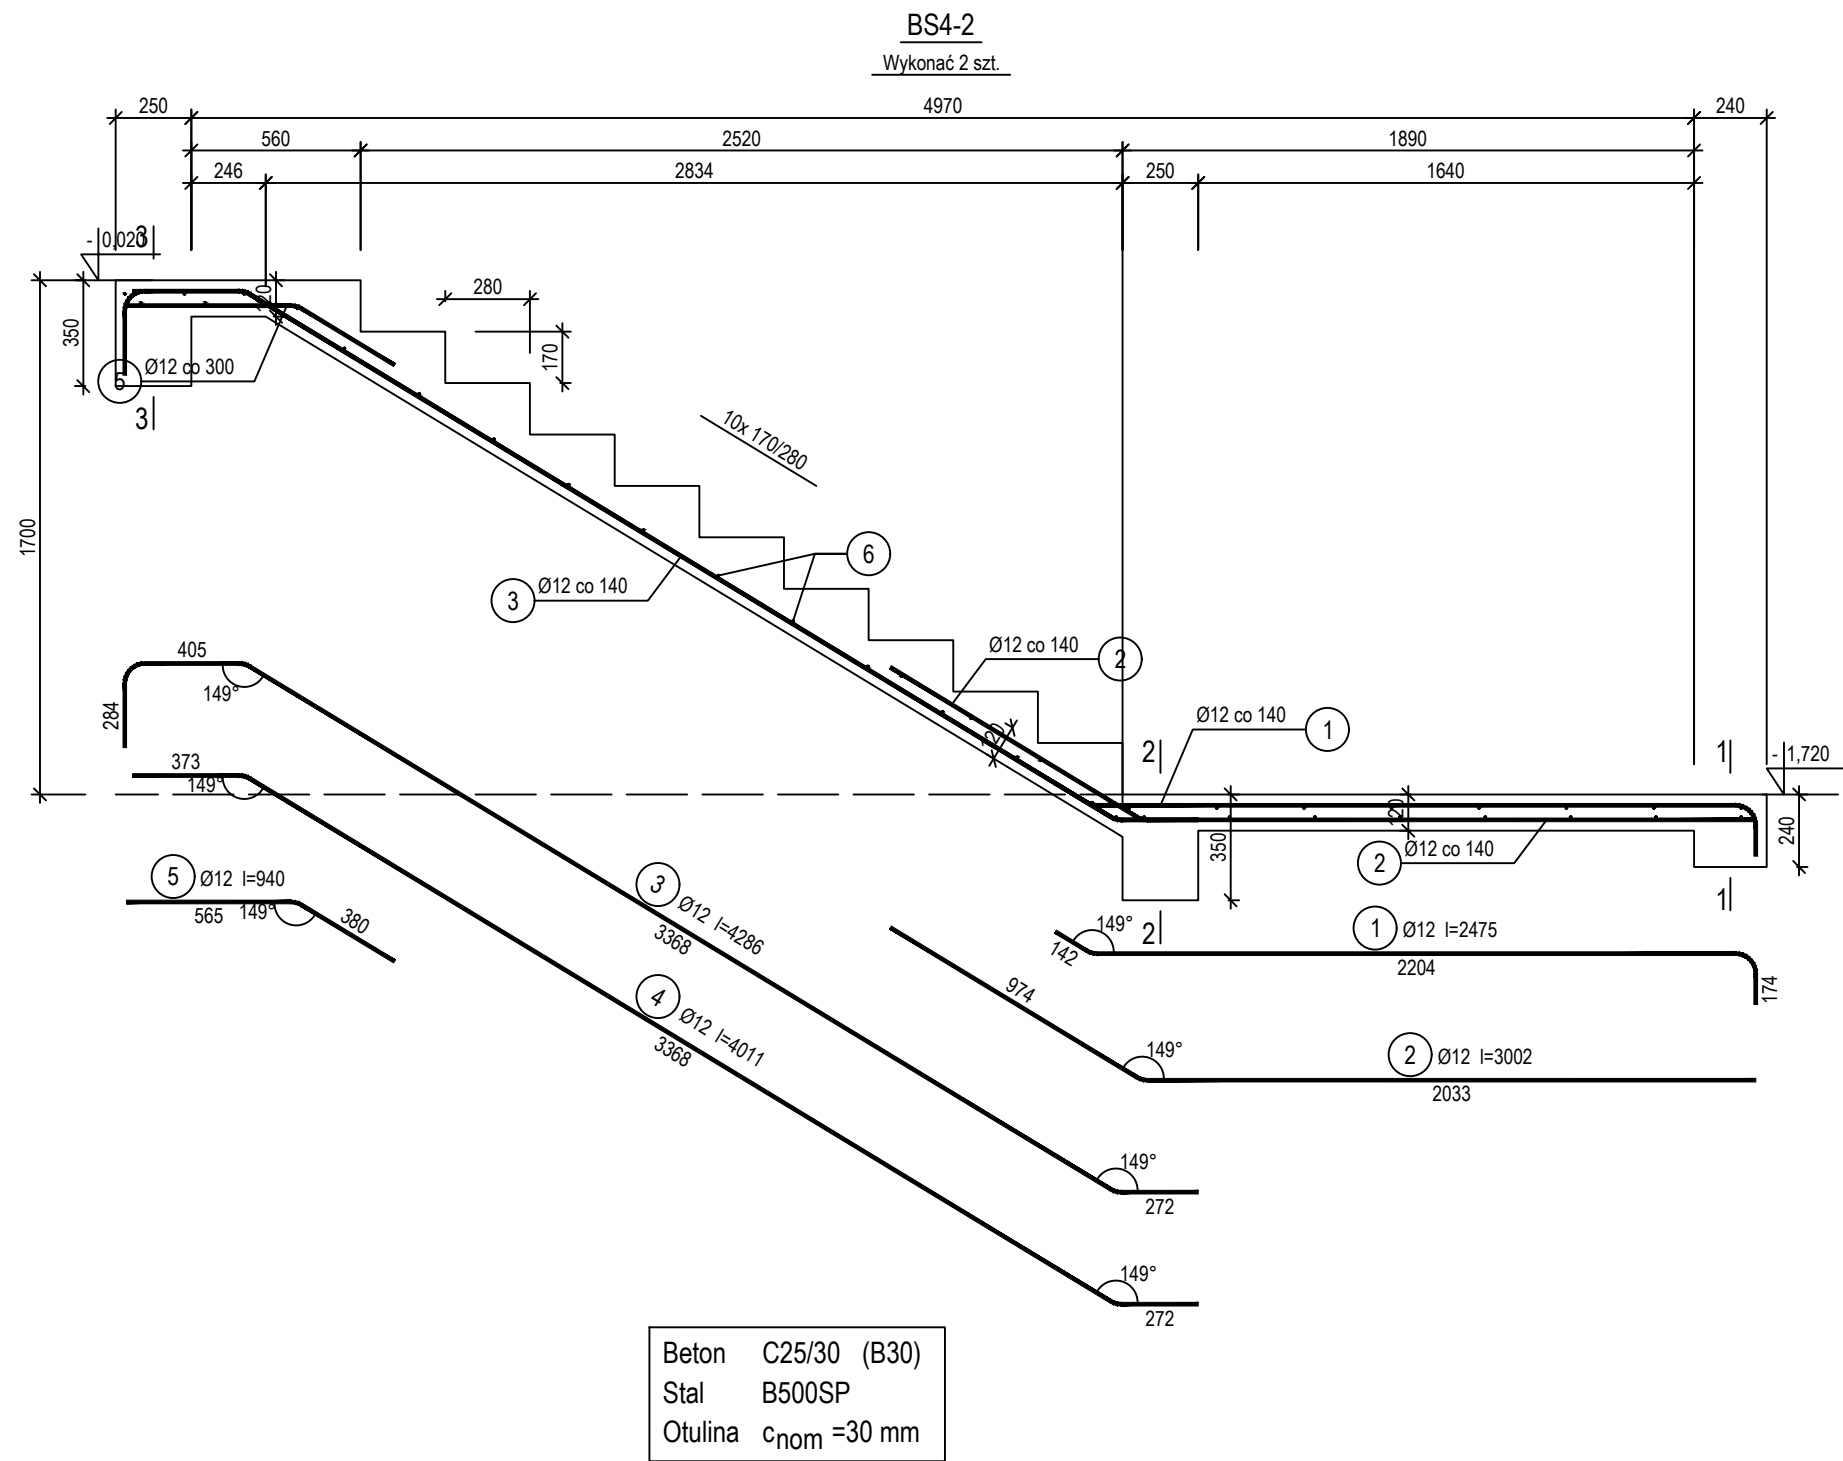 BS4-2
Wykonać 2 szt.
250 4970 240
560 2520 1890
246 2834 250 1640
- 0,020 3
120
280
350
170
Ø12 co 300
5
3
10x 170/280
1700
6
3 Ø12 co 140
Ø12 co 140 2
405
149°
284
Ø12 co 140 1
120
2 1
- 1,720
373
149°
120
350
240
Ø12 co 140
2
5 Ø12 l=940
565 149° 380
3 Ø12 l=4286
3368
2 1
149°
142
1 Ø12 l=2475
2204
174
4 Ø12 l=4011
3368
974
149°
2 Ø12 l=3002
2033
149°
272
149°
272
Beton C25/30 (B30)
Stal B500SP
Otulina cnom =30 mm